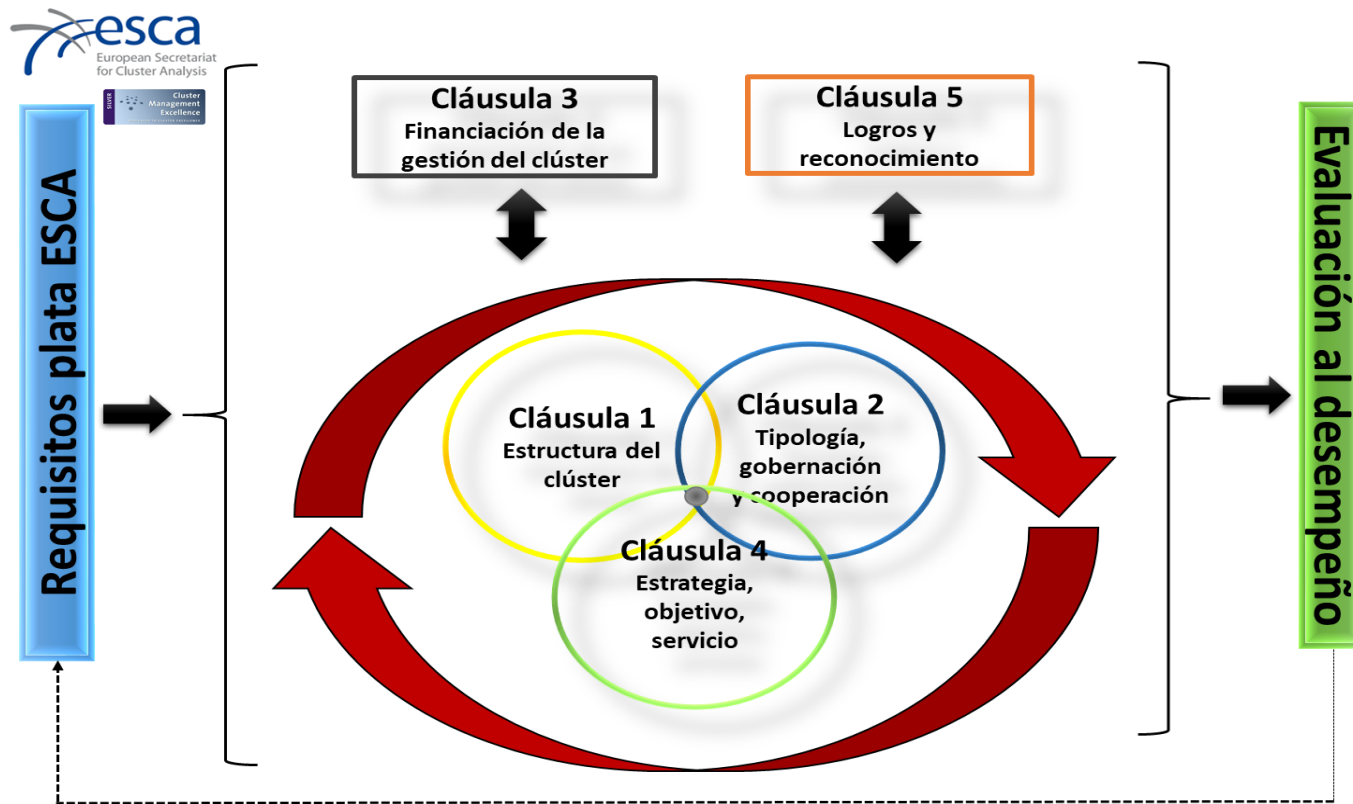 esca
European Secretariat
for Cluster Analysis
SILVER
Cluster
Management
Excellence
Requisitos plata ESCA
Cláusula 3
Financiación de la
gestión del clúster
Cláusula 5
Logros y
reconocimiento
Cláusula 1
Estructura del
clúster
Cláusula 2
Tipología,
gobernación
y cooperación
Cláusula 4
Estrategia,
objetivo,
servicio
Evaluación al desempeño